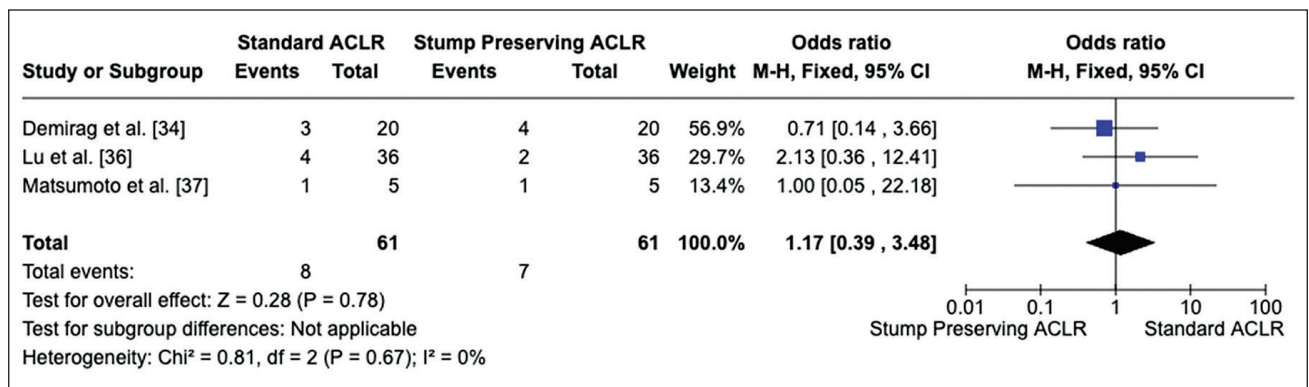 Standard ACLR Stump Preserving ACLR Odds ratio Odds ratio
Study or Subgroup Events Total Events Total Weight M-H, Fixed, 95% CI M-H, Fixed, 95% CI
Demirag et al. [34] 3 20 4 20 56.9% 0.71 [0.14 , 3.66]
Lu et al. [36] 4 36 2 36 29.7% 2.13 [0.36 , 12.41]
Matsumoto et al. [37] 1 5 1 5 13.4% 1.00 [0.05 , 22.18]
Total 61 61 100.0% 1.17 [0.39 , 3.48]
Total events: 8 7
Test for overall effect: Z = 0.28 (P = 0.78)
Test for subgroup differences: Not applicable
Heterogeneity: Chi² = 0.81, df = 2 (P = 0.67); I² = 0%
0.01 0.1 1 10 100
Stump Preserving ACLR Standard ACLR